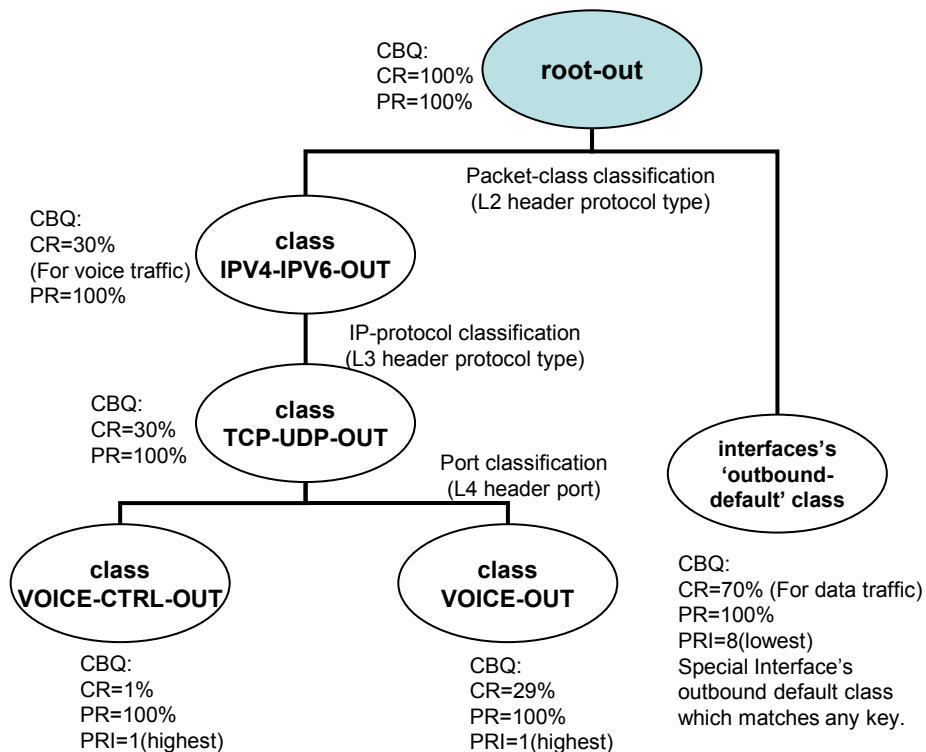 CBQ:
CR=100%
PR=100%
root-out
Packet-class classification
(L2 header protocol type)
CBQ:
CR=30%
(For voice traffic)
PR=100%
class
IPV4-IPV6-OUT
IP-protocol classification
(L3 header protocol type)
CBQ:
CR=30%
PR=100%
class
TCP-UDP-OUT
Port classification
(L4 header port)
interfaces's
‘outbound-
default’ class
class
VOICE-CTRL-OUT
class
VOICE-OUT
CBQ:
CR=1%
PR=100%
PRI=1(highest)
CBQ:
CR=29%
PR=100%
PRI=1(highest)
CBQ:
CR=70% (For data traffic)
PR=100%
PRI=8(lowest)
Special Interface's
outbound default class
which matches any key.